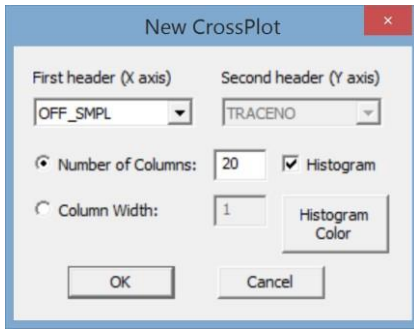 New CrossPlot
×
First header (X axis) Second header (Y axis)
OFF_SMPL TRACENO
Number of Columns: 20 Histogram
Column Width: 1 Histogram
Color
OK Cancel